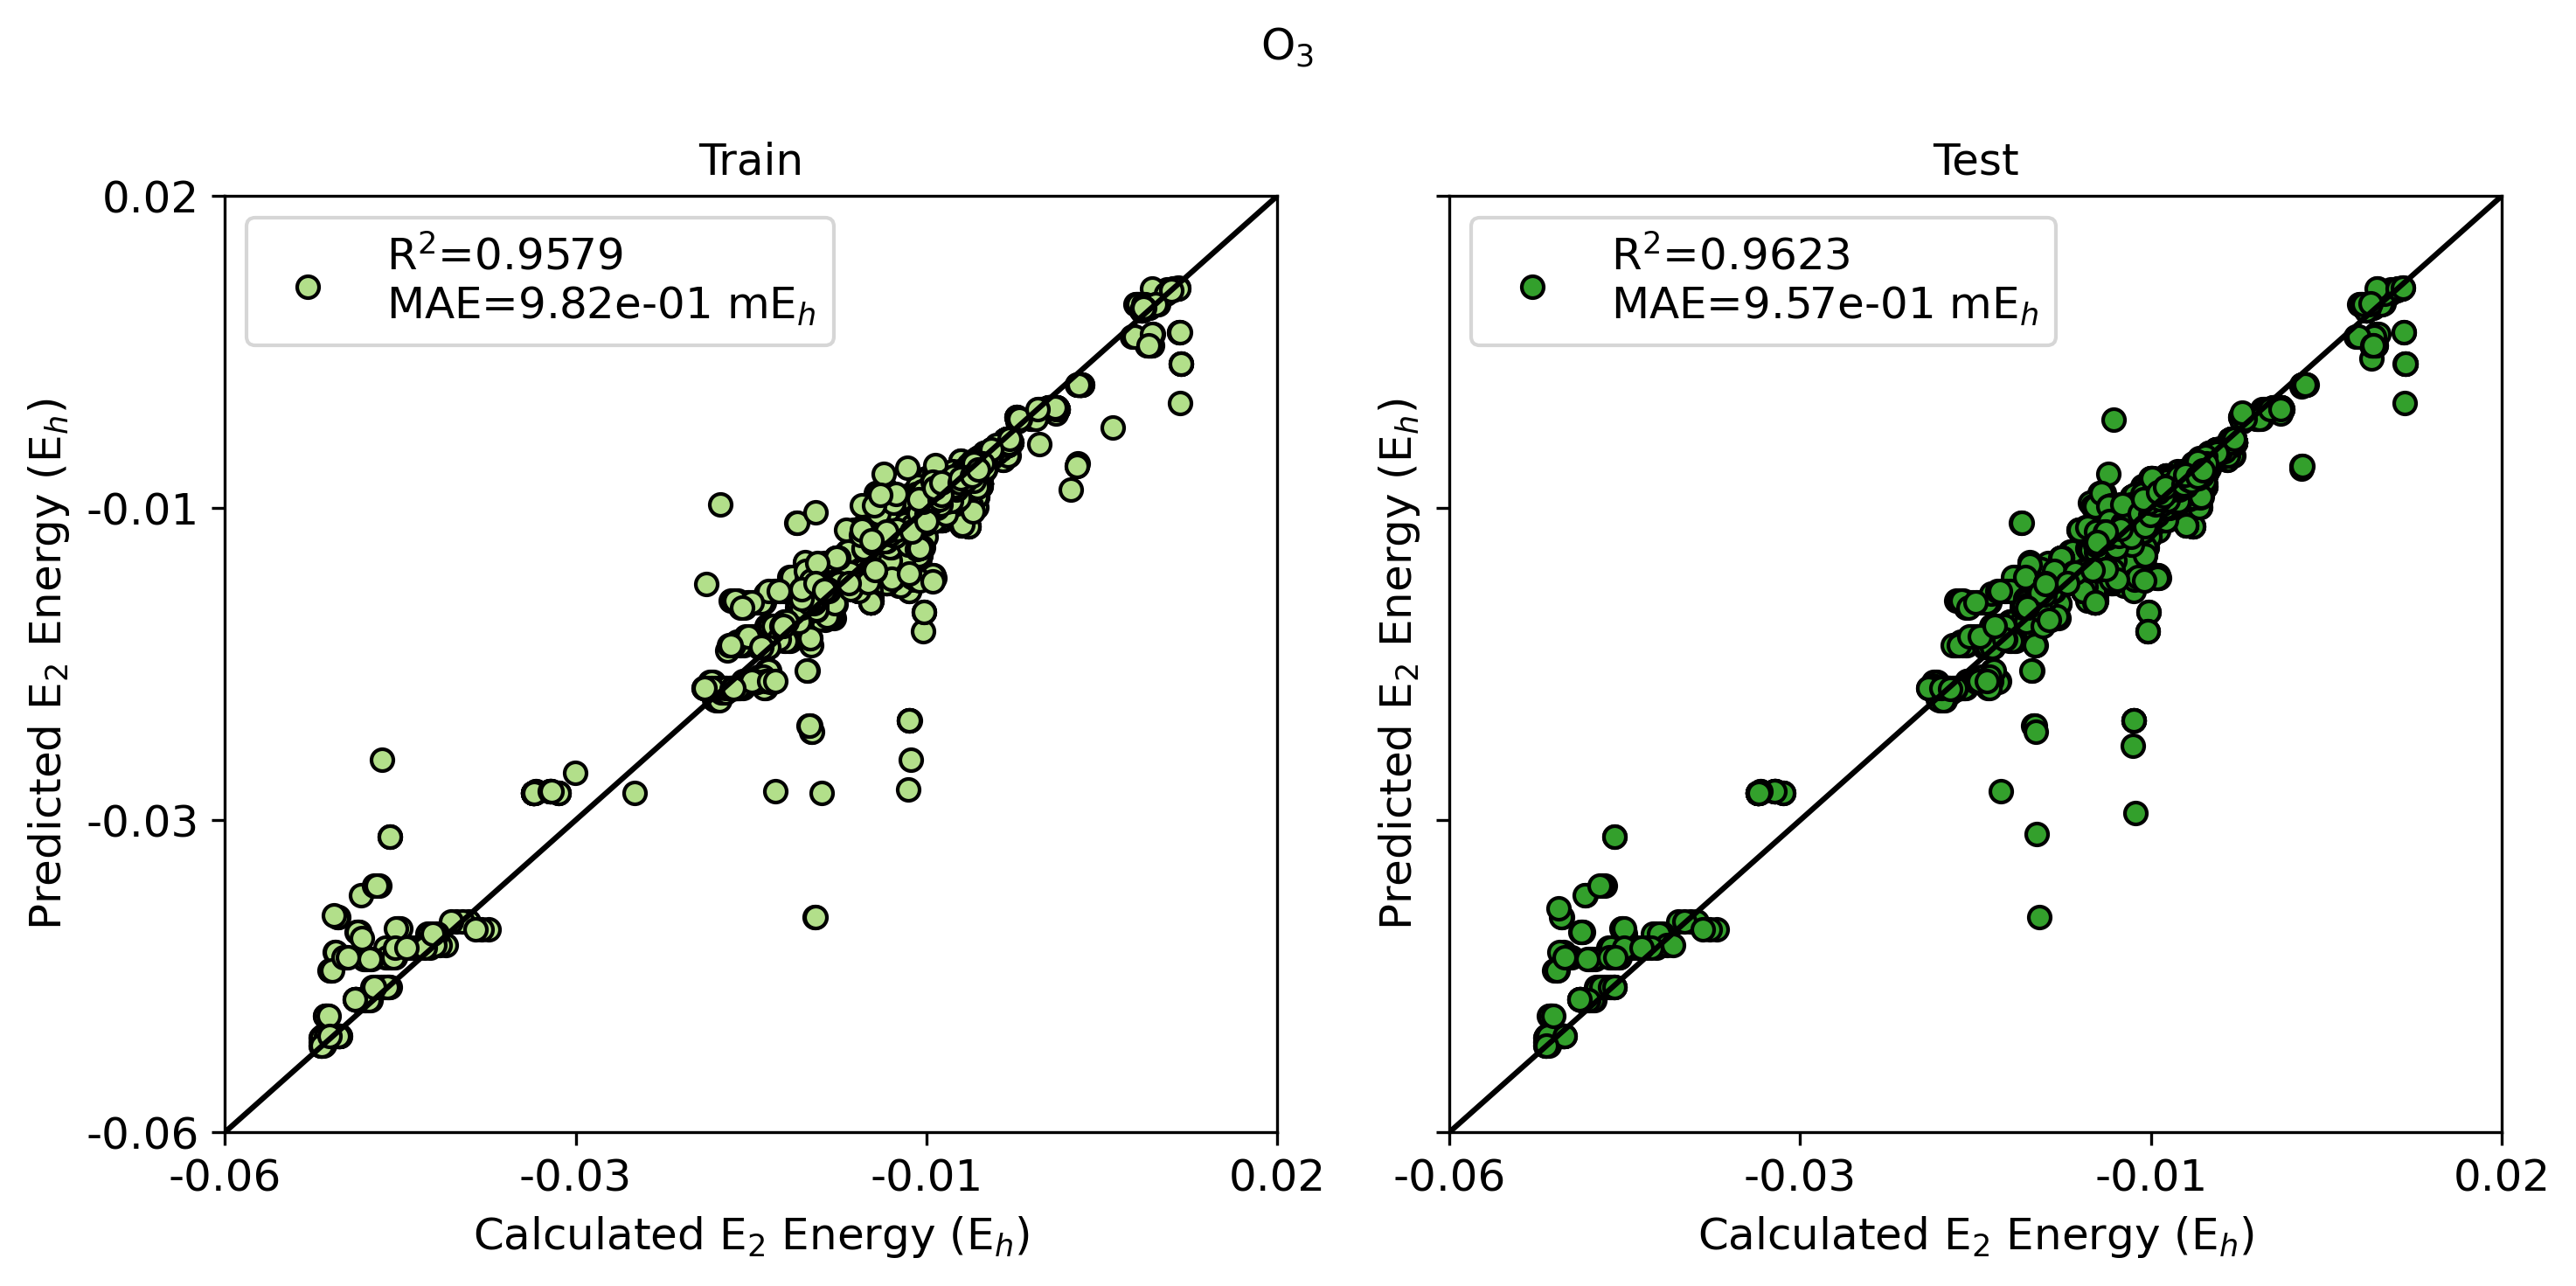 O₃
Train
Test
R²=0.9579
MAE=9.82e-01 mEₕ
R²=0.9623
MAE=9.57e-01 mEₕ
0.02
-0.01
-0.03
-0.06
Predicted E₂ Energy (Eₕ)
Predicted E₂ Energy (Eₕ)
-0.06 -0.03 -0.01 0.02
-0.06 -0.03 -0.01 0.02
Calculated E₂ Energy (Eₕ)
Calculated E₂ Energy (Eₕ)